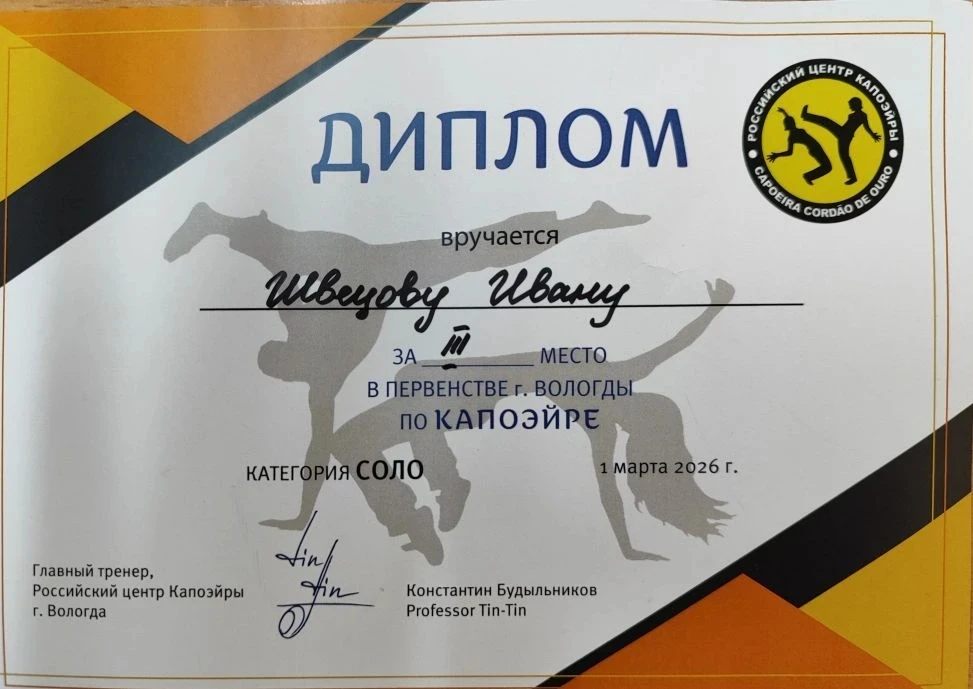 ДИПЛОМ
РОССИЙСКИЙ ЦЕНТР КАПОЭЙРЫ
CAPOEIRA CORDÃO DE OURO
вручается
Швецову Ивану
ЗА III МЕСТО
В ПЕРВЕНСТВЕ г. ВОЛОГДЫ
ПО КАПОЭЙРЕ
КАТЕГОРИЯ СОЛО
1 марта 2026 г.
Главный тренер,
Российский центр Капоэйры
г. Вологда
Tin
Tin
Константин Будыльников
Professor Tin-Tin